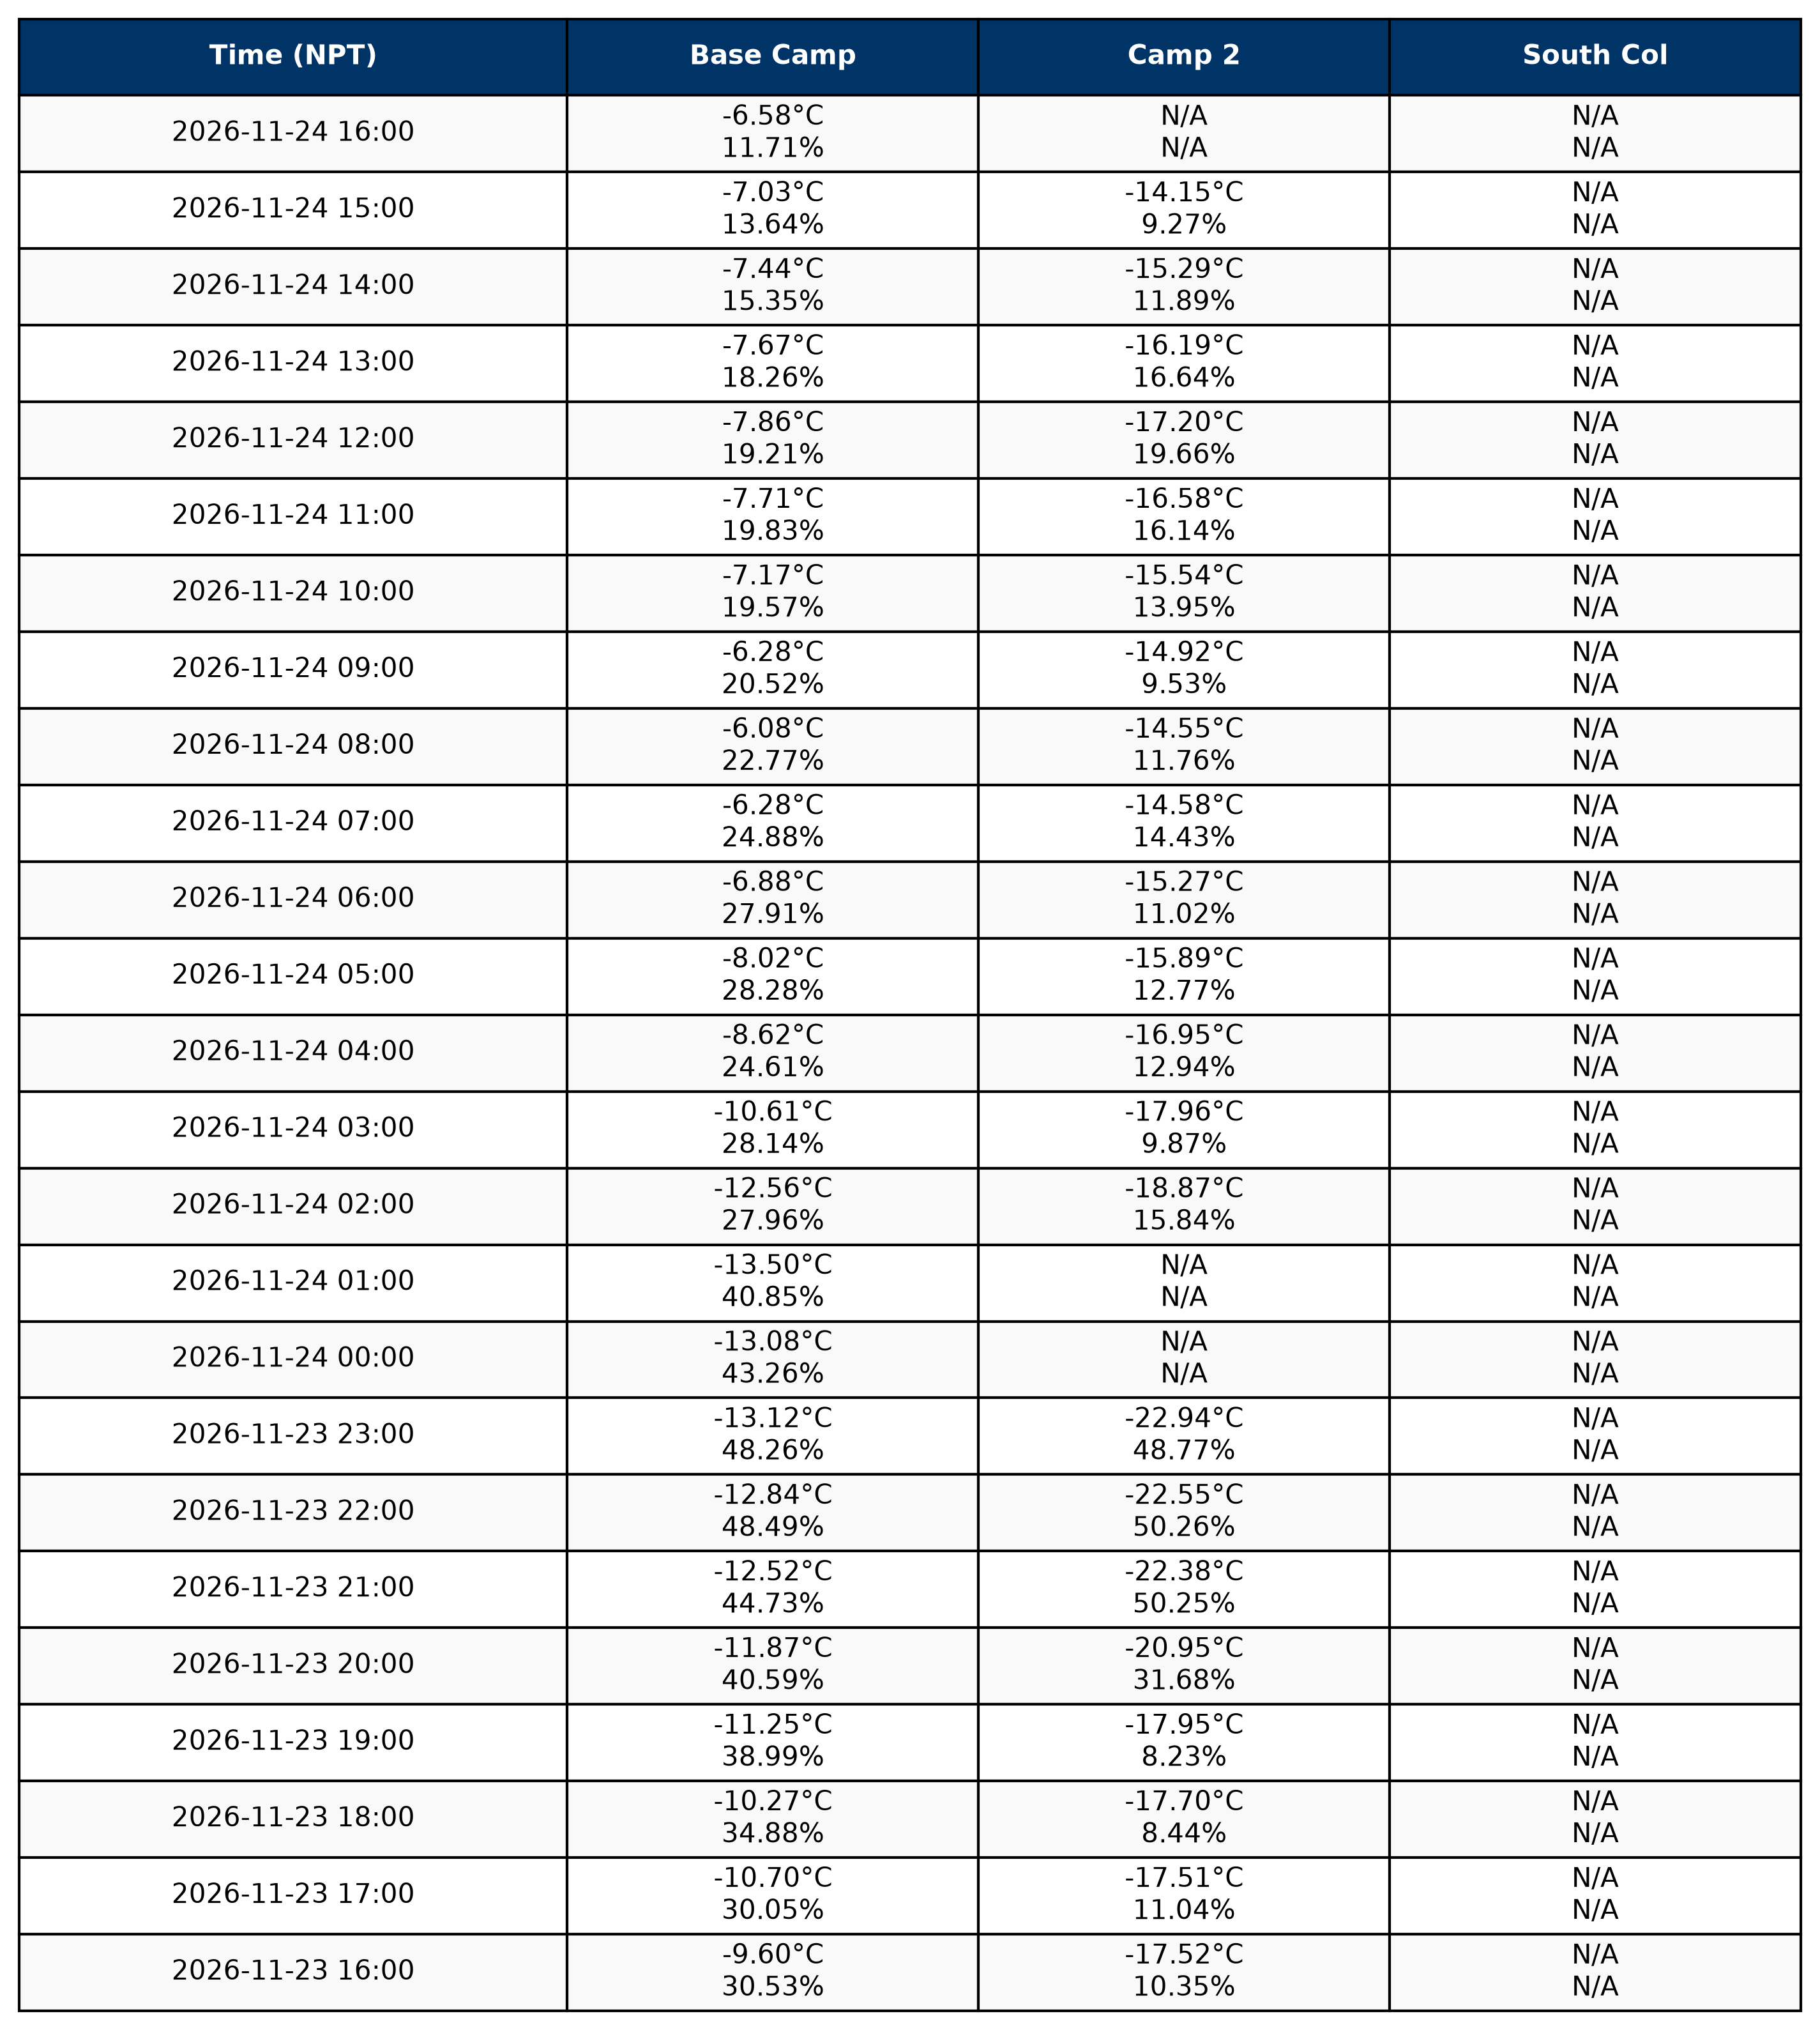 Time (NPT) Base Camp Camp 2 South Col
2026-11-24 16:00 -6.58°C N/A N/A
11.71% N/A N/A
2026-11-24 15:00 -7.03°C -14.15°C N/A
13.64% 9.27% N/A
2026-11-24 14:00 -7.44°C -15.29°C N/A
15.35% 11.89% N/A
2026-11-24 13:00 -7.67°C -16.19°C N/A
18.26% 16.64% N/A
2026-11-24 12:00 -7.86°C -17.20°C N/A
19.21% 19.66% N/A
2026-11-24 11:00 -7.71°C -16.58°C N/A
19.83% 16.14% N/A
2026-11-24 10:00 -7.17°C -15.54°C N/A
19.57% 13.95% N/A
2026-11-24 09:00 -6.28°C -14.92°C N/A
20.52% 9.53% N/A
2026-11-24 08:00 -6.08°C -14.55°C N/A
22.77% 11.76% N/A
2026-11-24 07:00 -6.28°C -14.58°C N/A
24.88% 14.43% N/A
2026-11-24 06:00 -6.88°C -15.27°C N/A
27.91% 11.02% N/A
2026-11-24 05:00 -8.02°C -15.89°C N/A
28.28% 12.77% N/A
2026-11-24 04:00 -8.62°C -16.95°C N/A
24.61% 12.94% N/A
2026-11-24 03:00 -10.61°C -17.96°C N/A
28.14% 9.87% N/A
2026-11-24 02:00 -12.56°C -18.87°C N/A
27.96% 15.84% N/A
2026-11-24 01:00 -13.50°C N/A N/A
40.85% N/A N/A
2026-11-24 00:00 -13.08°C N/A N/A
43.26% N/A N/A
2026-11-23 23:00 -13.12°C -22.94°C N/A
48.26% 48.77% N/A
2026-11-23 22:00 -12.84°C -22.55°C N/A
48.49% 50.26% N/A
2026-11-23 21:00 -12.52°C -22.38°C N/A
44.73% 50.25% N/A
2026-11-23 20:00 -11.87°C -20.95°C N/A
40.59% 31.68% N/A
2026-11-23 19:00 -11.25°C -17.95°C N/A
38.99% 8.23% N/A
2026-11-23 18:00 -10.27°C -17.70°C N/A
34.88% 8.44% N/A
2026-11-23 17:00 -10.70°C -17.51°C N/A
30.05% 11.04% N/A
2026-11-23 16:00 -9.60°C -17.52°C N/A
30.53% 10.35% N/A